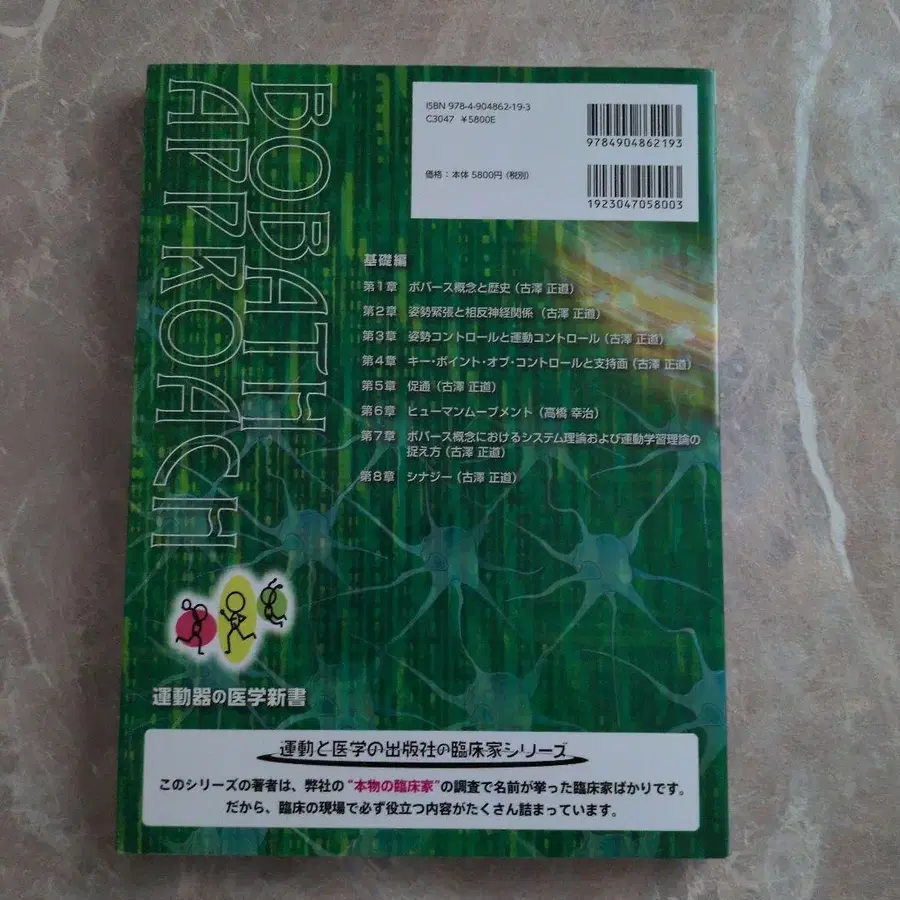 BOBATH
APPROACH
ISBN 978-4-904862-19-3
C3047 ¥5800E
9784904862193
価格：本体 5800円（税別）
1923047058003
基礎編
第1章 ボバース概念と歴史（古澤 正道）
第2章 姿勢緊張と相反神経関係（古澤 正道）
第3章 姿勢コントロールと運動コントロール（古澤 正道）
第4章 キー・ポイント・オブ・コントロールと支持面（古澤 正道）
第5章 促通（古澤 正道）
第6章 ヒューマンムーブメント（高橋 幸治）
第7章 ボバース概念におけるシステム理論および運動学習理論の
捉え方（古澤 正道）
第8章 シナジー（古澤 正道）
運動器の医学新書
運動と医学の出版社の臨床家シリーズ
このシリーズの著者は、弊社の“本物の臨床家”の調査で名前が挙った臨床家ばかりです。
だから、臨床の現場で必ず役立つ内容がたくさん詰まっています。